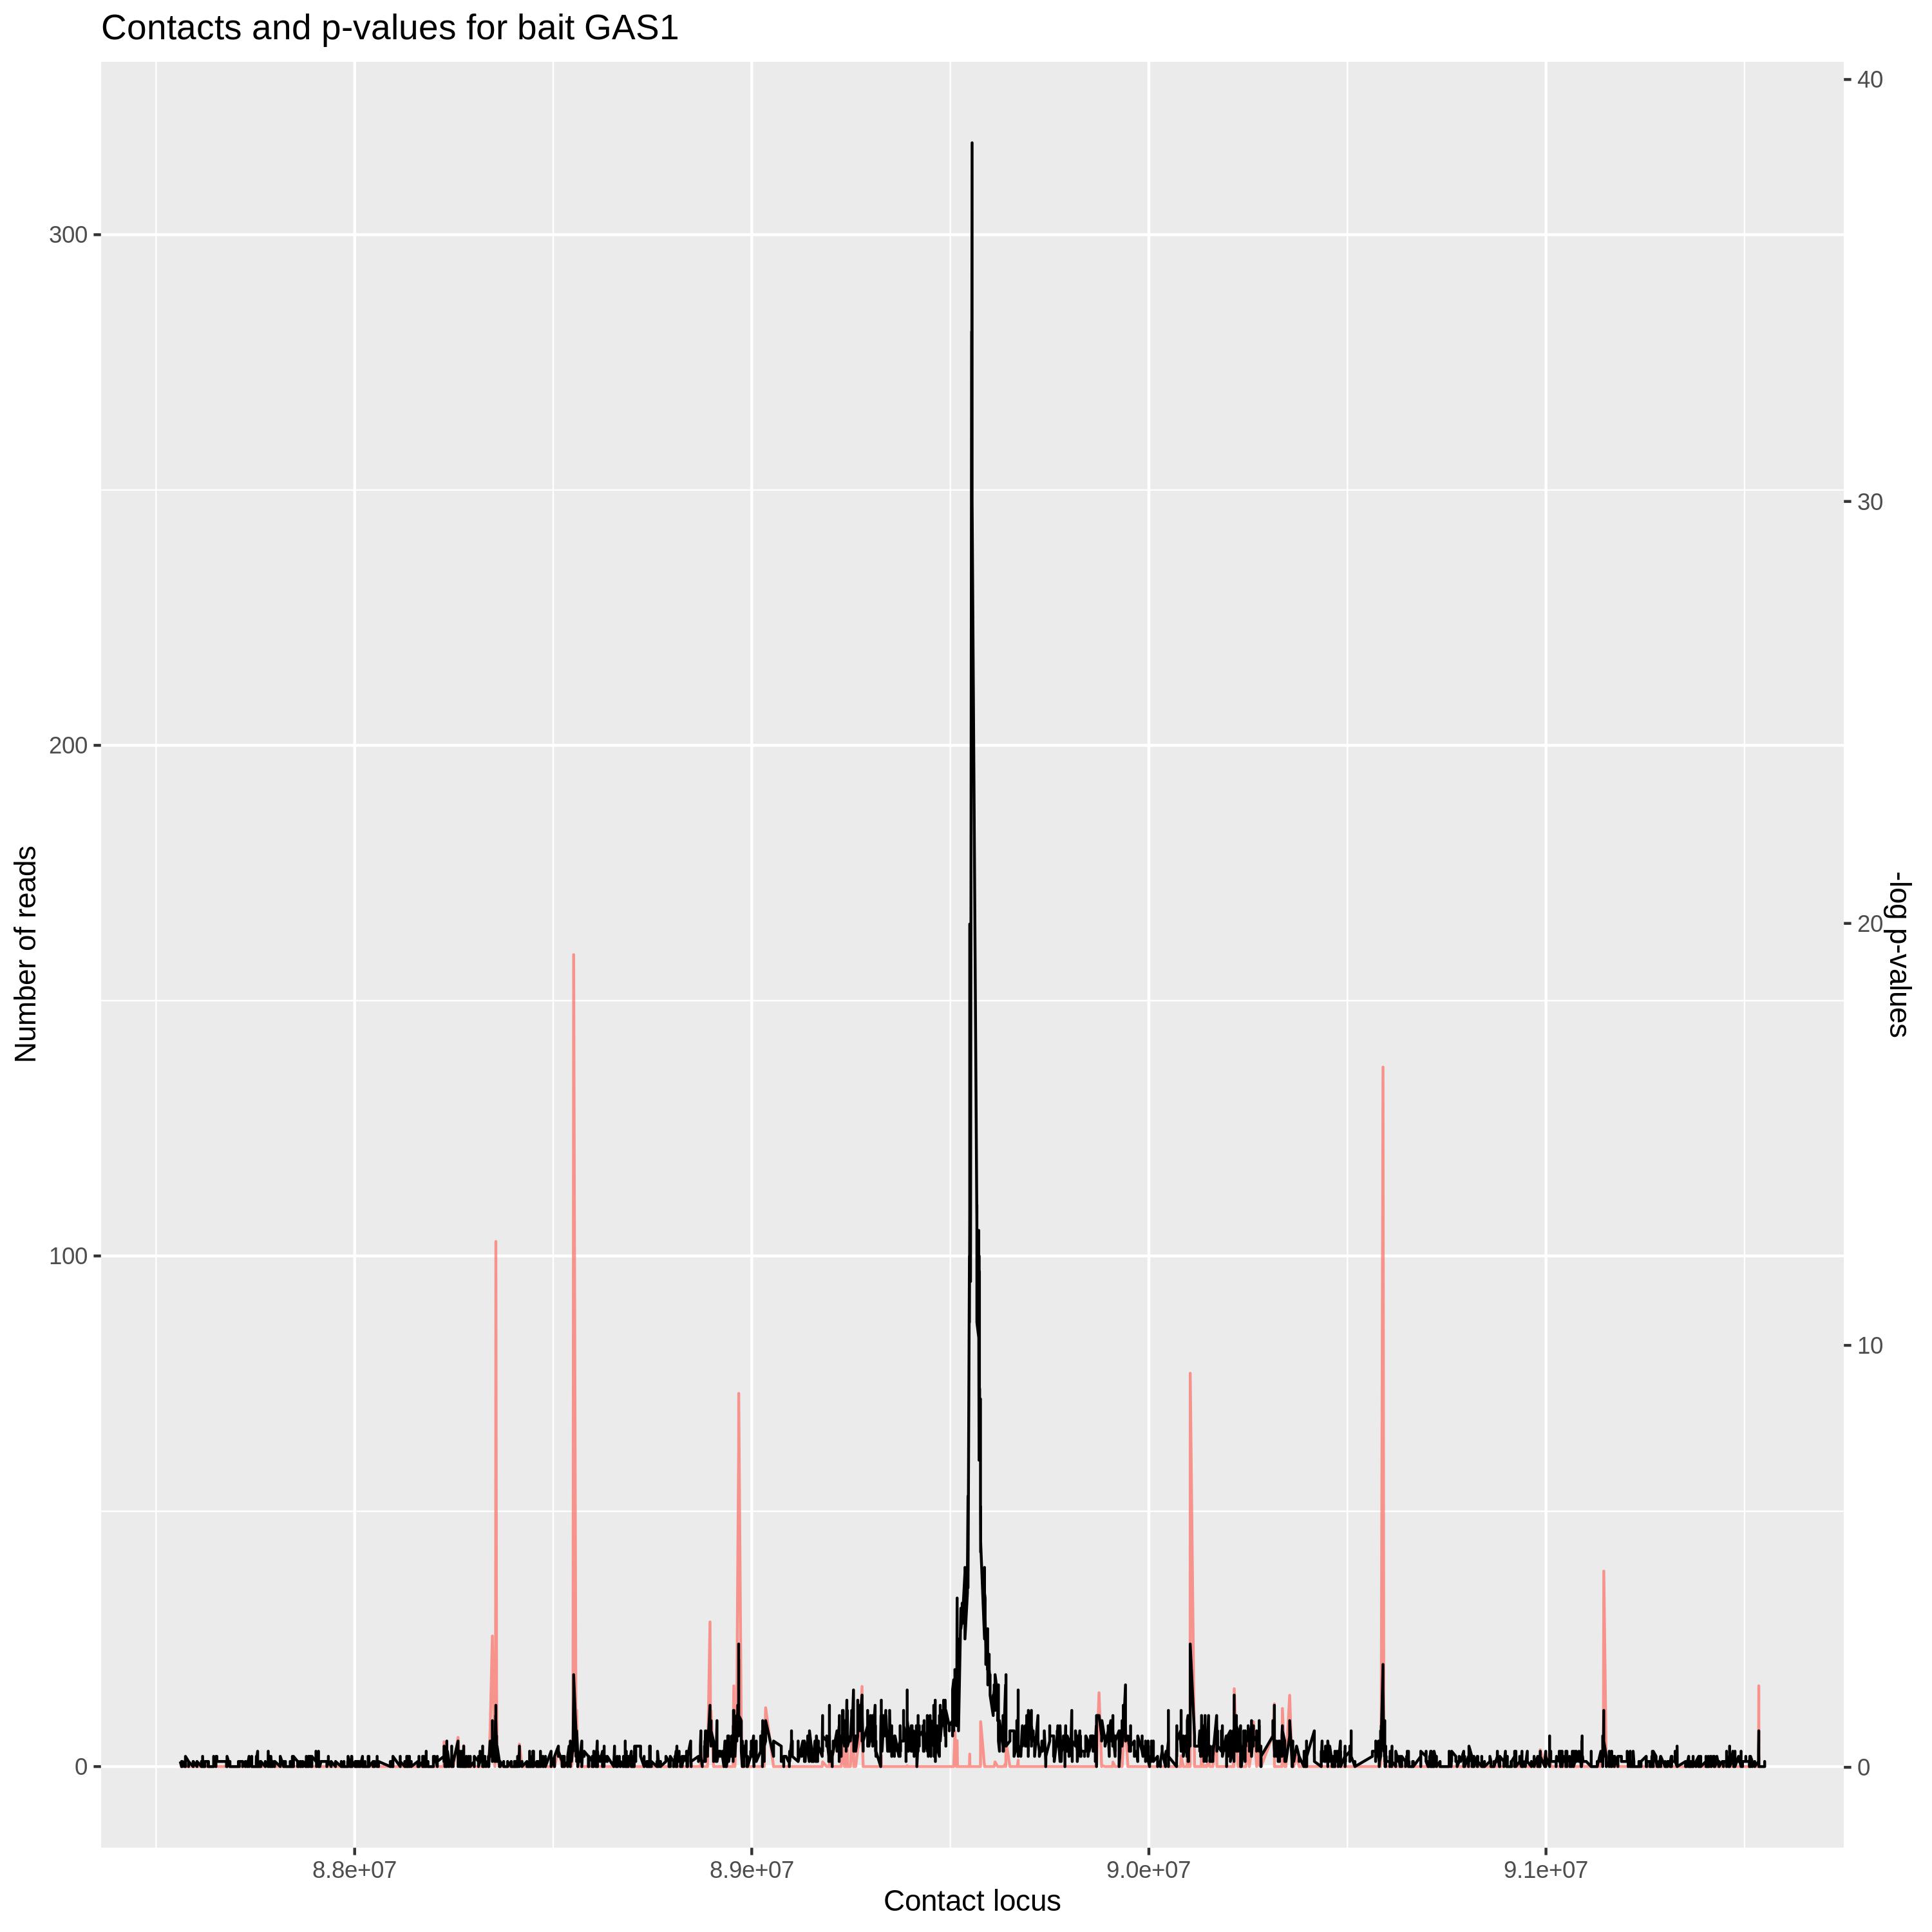 Contacts and p-values for bait GAS1
Number of reads
300
200
100
0
40
30
20
10
0
-log p-values
8.8e+07 8.9e+07 9.0e+07 9.1e+07
Contact locus